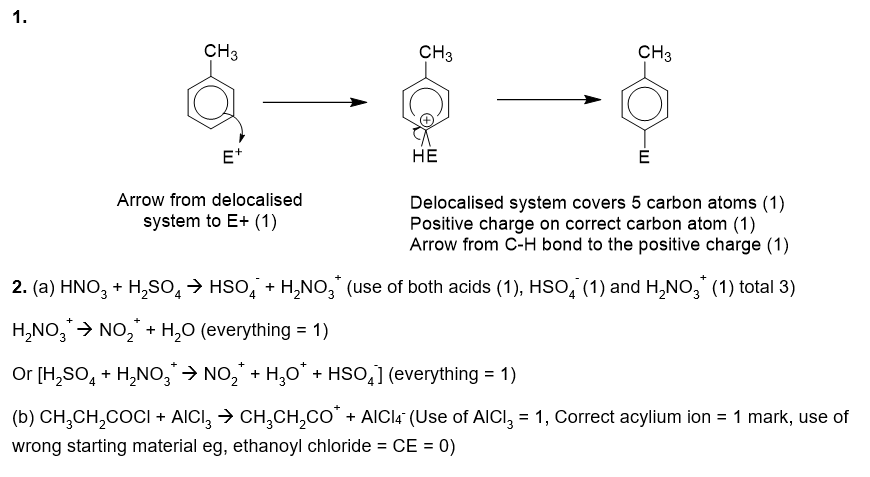 1.
CH₃ CH₃ CH₃
⊕
E⁺ HE E
Arrow from delocalised
system to E+ (1)
Delocalised system covers 5 carbon atoms (1)
Positive charge on correct carbon atom (1)
Arrow from C-H bond to the positive charge (1)
2. (a) HNO₃ + H₂SO₄ → HSO₄⁻ + H₂NO₃⁺ (use of both acids (1), HSO₄⁻ (1) and H₂NO₃⁺ (1) total 3)
H₂NO₃⁺ → NO₂⁺ + H₂O (everything = 1)
Or [H₂SO₄ + H₂NO₃⁺ → NO₂⁺ + H₃O⁺ + HSO₄⁻] (everything = 1)
(b) CH₃CH₂COCl + AlCl₃ → CH₃CH₂CO⁺ + AlCl₄⁻ (Use of AlCl₃ = 1, Correct acylium ion = 1 mark, use of
wrong starting material eg, ethanoyl chloride = CE = 0)